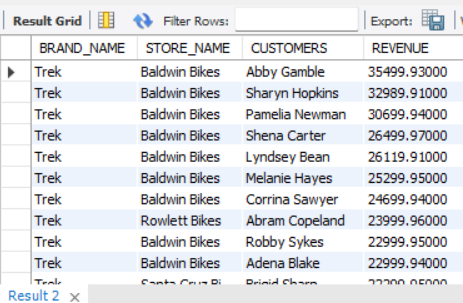 Result Grid Filter Rows: Export:
BRAND_NAME STORE_NAME CUSTOMERS REVENUE
Trek Baldwin Bikes Abby Gamble 35499.93000
Trek Baldwin Bikes Sharyn Hopkins 32989.91000
Trek Baldwin Bikes Pamelia Newman 30699.94000
Trek Baldwin Bikes Shena Carter 26499.97000
Trek Baldwin Bikes Lyndsey Bean 26119.91000
Trek Baldwin Bikes Melanie Hayes 25299.95000
Trek Baldwin Bikes Corrina Sawyer 24699.94000
Trek Rowlett Bikes Abram Copeland 23999.96000
Trek Baldwin Bikes Robby Sykes 22999.95000
Trek Baldwin Bikes Adena Blake 22999.94000
Trek Santa Cruz Bi Brigid Sharp
Result 2